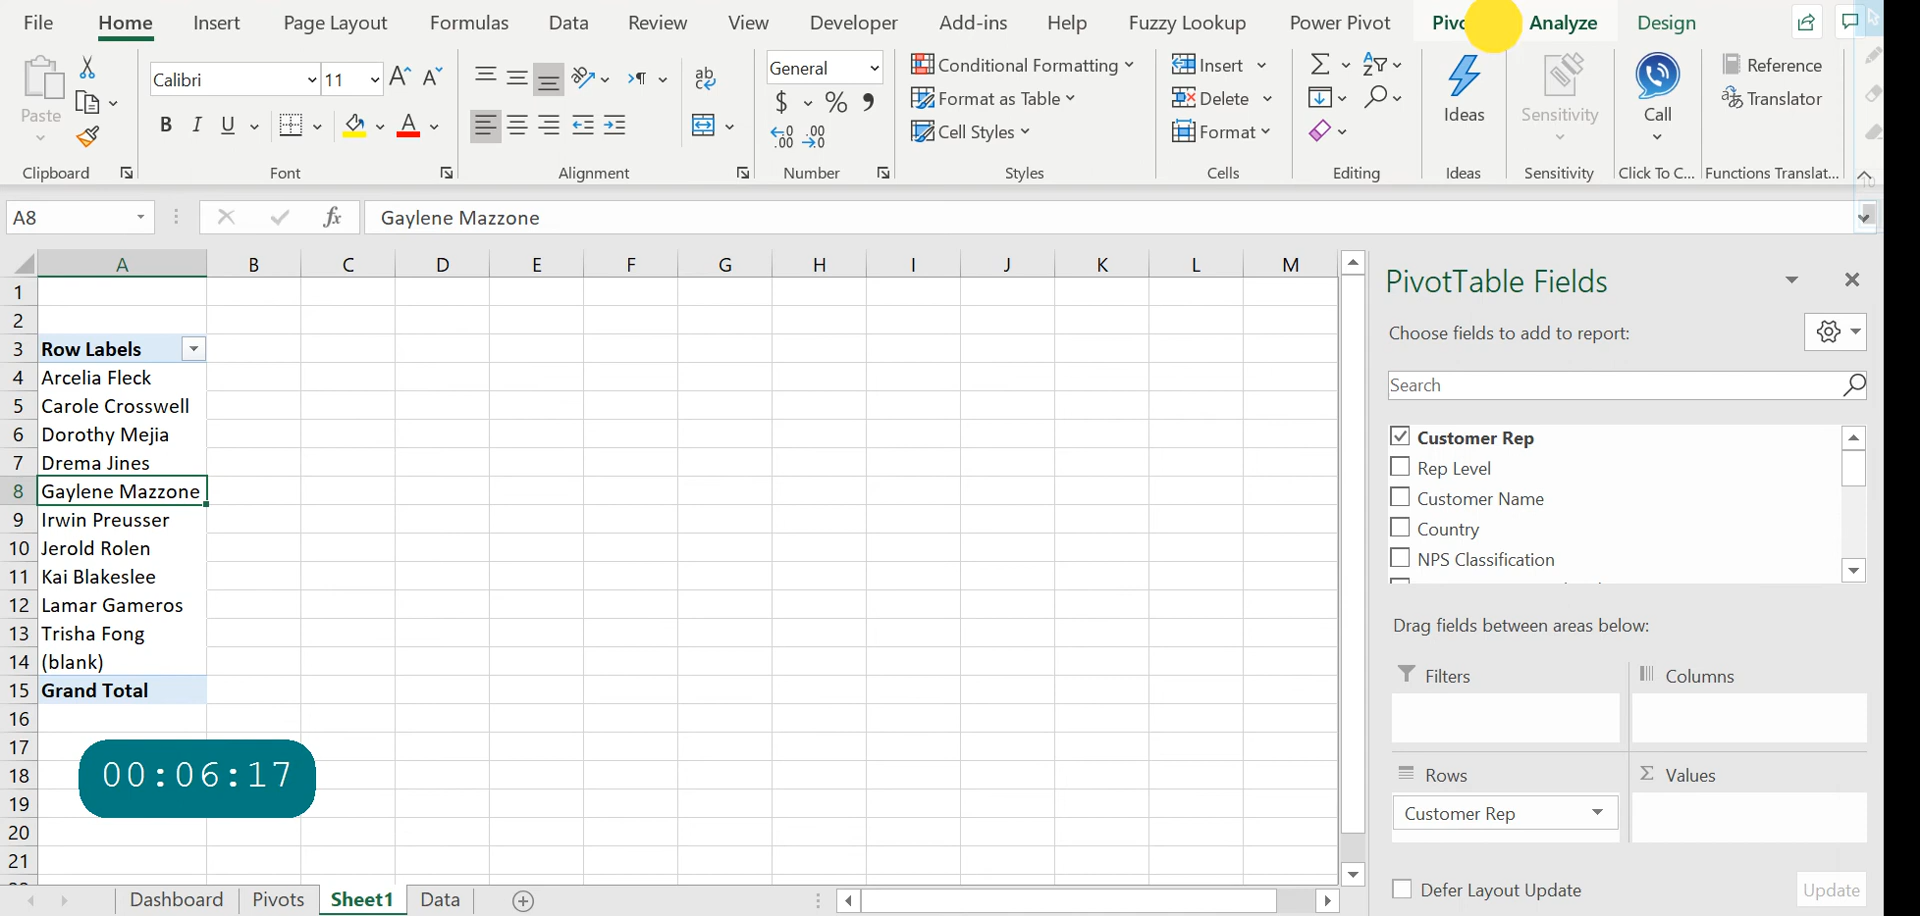 File Home Insert Page Layout Formulas Data Review View Developer Add-ins Help Fuzzy Lookup Power Pivot Analyze Design
Paste
Calibri 11
B I U
General
$ % 9
Conditional Formatting
Format as Table
Cell Styles
Insert
Delete
Format
Ideas
Sensitivity
Call
Reference
Translator
Clipboard Font Alignment Number Styles Cells Editing Ideas Sensitivity Click To C... Functions Translat...
A8 fx Gaylene Mazzone
A B C D E F G H I J K L M
1
2
3 Row Labels
4 Arcelia Fleck
5 Carole Crosswell
6 Dorothy Mejia
7 Drema Jines
8 Gaylene Mazzone
9 Irwin Preusser
10 Jerold Rolen
11 Kai Blakeslee
12 Lamar Gameros
13 Trisha Fong
14 (blank)
15 Grand Total
16
17
18
19
20
21
00:06:17
Dashboard Pivots Sheet1 Data
PivotTable Fields
Choose fields to add to report:
Search
Customer Rep
Rep Level
Customer Name
Country
NPS Classification
Drag fields between areas below:
Filters
Columns
Rows
Values
Customer Rep
Defer Layout Update
Update